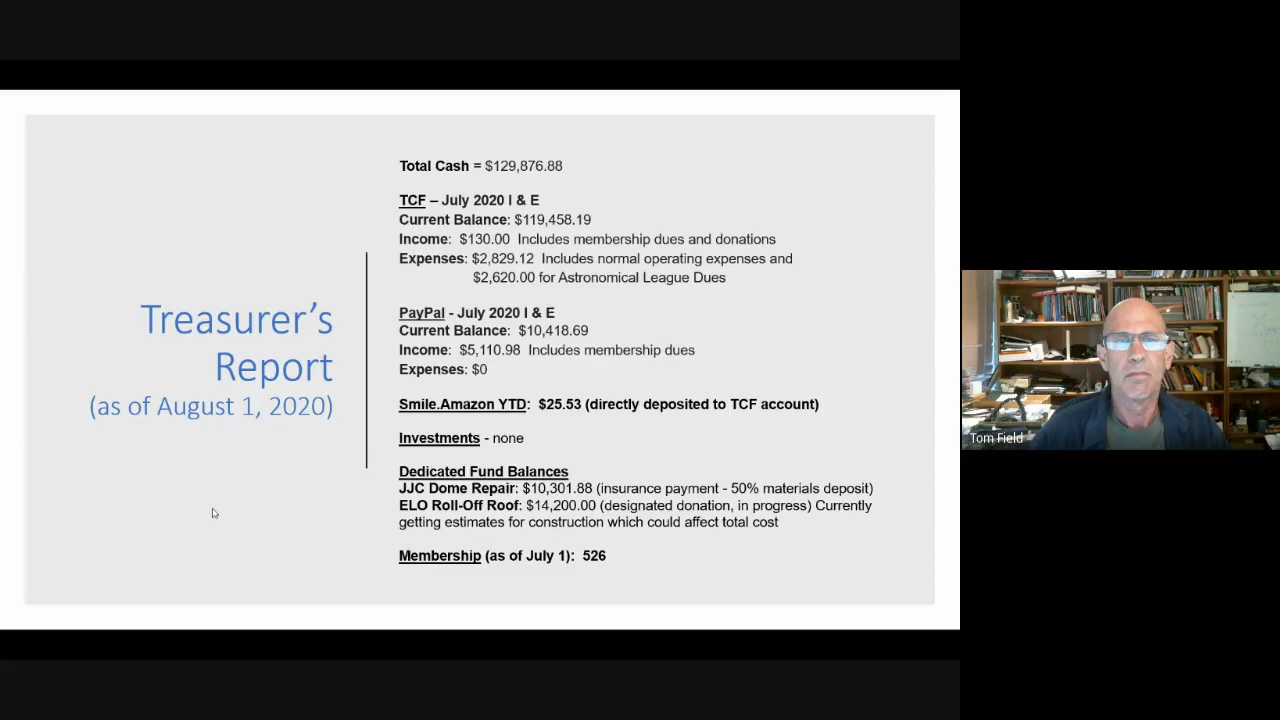 Treasurer's
Report
(as of August 1, 2020)
Total Cash = $129,876.88
TCF – July 2020 I & E
Current Balance: $119,458.19
Income: $130.00 Includes membership dues and donations
Expenses: $2,829.12 Includes normal operating expenses and
$2,620.00 for Astronomical League Dues
PayPal - July 2020 I & E
Current Balance: $10,418.69
Income: $5,110.98 Includes membership dues
Expenses: $0
Smile.Amazon YTD: $25.53 (directly deposited to TCF account)
Investments - none
Dedicated Fund Balances
JJC Dome Repair: $10,301.88 (insurance payment - 50% materials deposit)
ELO Roll-Off Roof: $14,200.00 (designated donation, in progress) Currently
getting estimates for construction which could affect total cost
Membership (as of July 1): 526
Tom Field